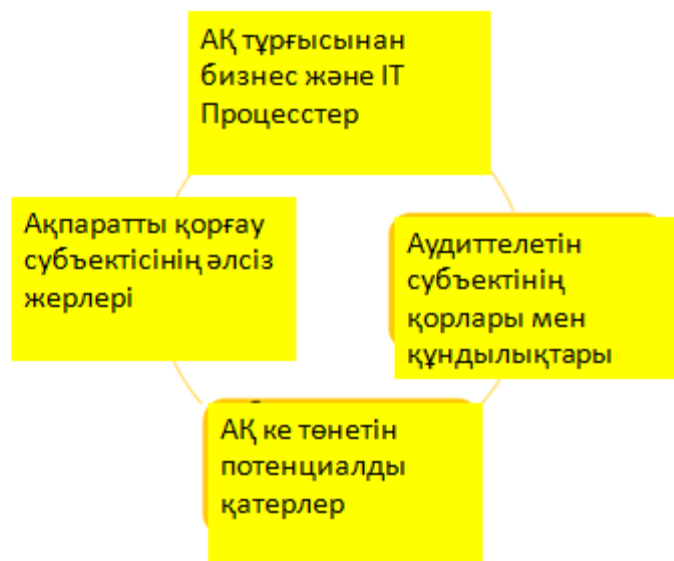 АҚ тұрғысынан
бизнес және IT
Процесстер
Ақпаратты қорғау
субъектісінің әлсіз
жерлері
Аудиттелетін
субъектінің
қорлары мен
құндылықтары
АҚ ке төнетін
потенциалды
қатерлер